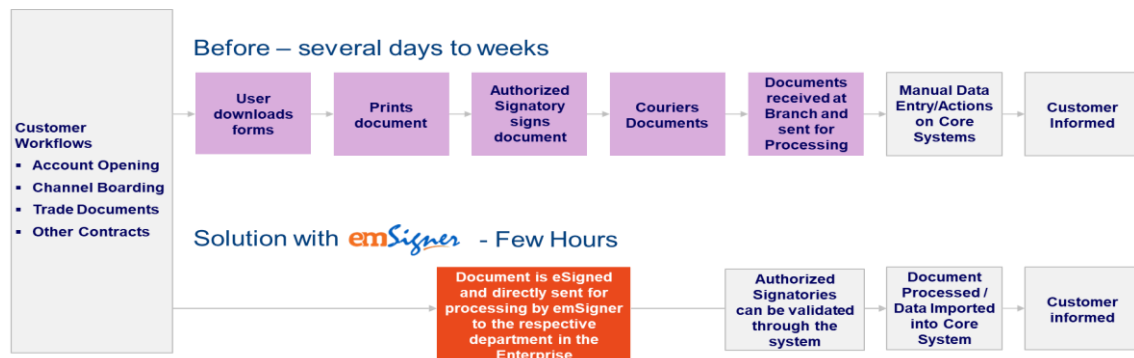 Before – several days to weeks
Customer
Workflows
▪ Account Opening
▪ Channel Boarding
▪ Trade Documents
▪ Other Contracts
User
downloads
forms
Prints
document
Authorized
Signatory
signs
document
Couriers
Documents
Documents
received at
Branch and
sent for
Processing
Manual Data
Entry/Actions
on Core
Systems
Customer
Informed
Solution with emSigner - Few Hours
Document is eSigned
and directly sent for
processing by emSigner
to the respective
department in the
Enterprise
Authorized
Signatories
can be validated
through the
system
Document
Processed /
Data Imported
into Core
System
Customer
informed